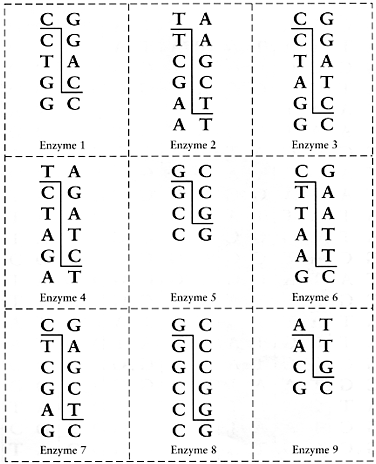 C G
C G
T A
G C
G C
Enzyme 1
T A
T A
C G
G C
A T
A T
Enzyme 2
C G
C G
T A
A T
G C
G C
Enzyme 3
T A
C G
T A
A T
G C
A T
Enzyme 4
G C
G C
C G
C G
Enzyme 5
C G
T A
T A
A T
A T
G C
Enzyme 6
C G
T A
C G
G C
A T
G C
Enzyme 7
G C
G C
G C
C G
C G
C G
Enzyme 8
A T
A T
C G
G C
Enzyme 9